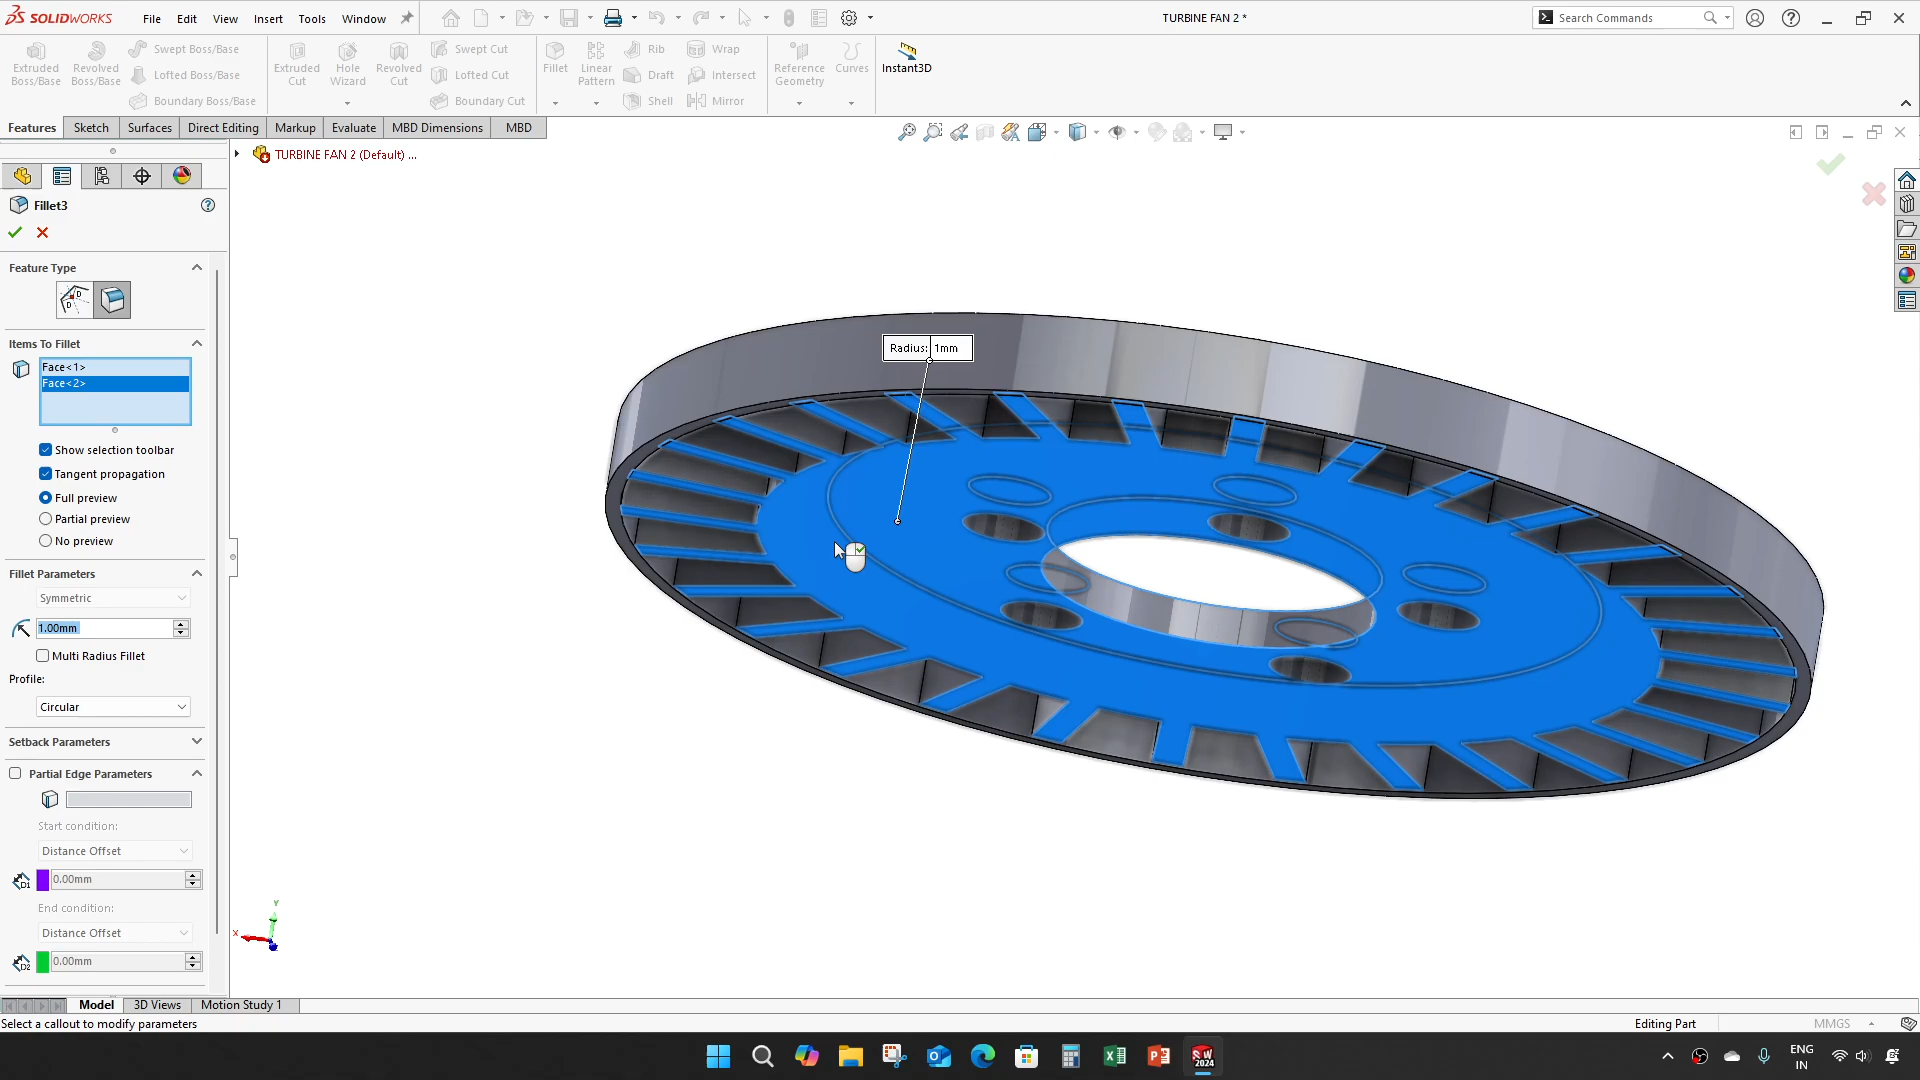 SOLIDWORKS
File Edit View Insert Tools Window
TURBINE FAN 2 *
Search Commands
Extruded Boss/Base
Revolved Boss/Base
Swept Boss/Base
Lofted Boss/Base
Boundary Boss/Base
Extruded Cut
Hole Wizard
Revolved Cut
Swept Cut
Lofted Cut
Boundary Cut
Fillet
Linear Pattern
Rib
Draft
Shell
Wrap
Intersect
Mirror
Reference Geometry
Curves
Instant3D
Features Sketch Surfaces Direct Editing Markup Evaluate MBD Dimensions MBD
TURBINE FAN 2 (Default) ...
Fillet3
Feature Type
Items To Fillet
Face<1>
Face<2>
Show selection toolbar
Tangent propagation
Full preview
Partial preview
No preview
Fillet Parameters
Symmetric
1.00mm
Multi Radius Fillet
Profile:
Circular
Setback Parameters
Partial Edge Parameters
Start condition:
Distance Offset
D1 0.00mm
End condition:
Distance Offset
D2 0.00mm
Radius: 1mm
Y
X
Model 3D Views Motion Study 1
Select a callout to modify parameters
Editing Part
MMGS
SW 2024
ENG
IN